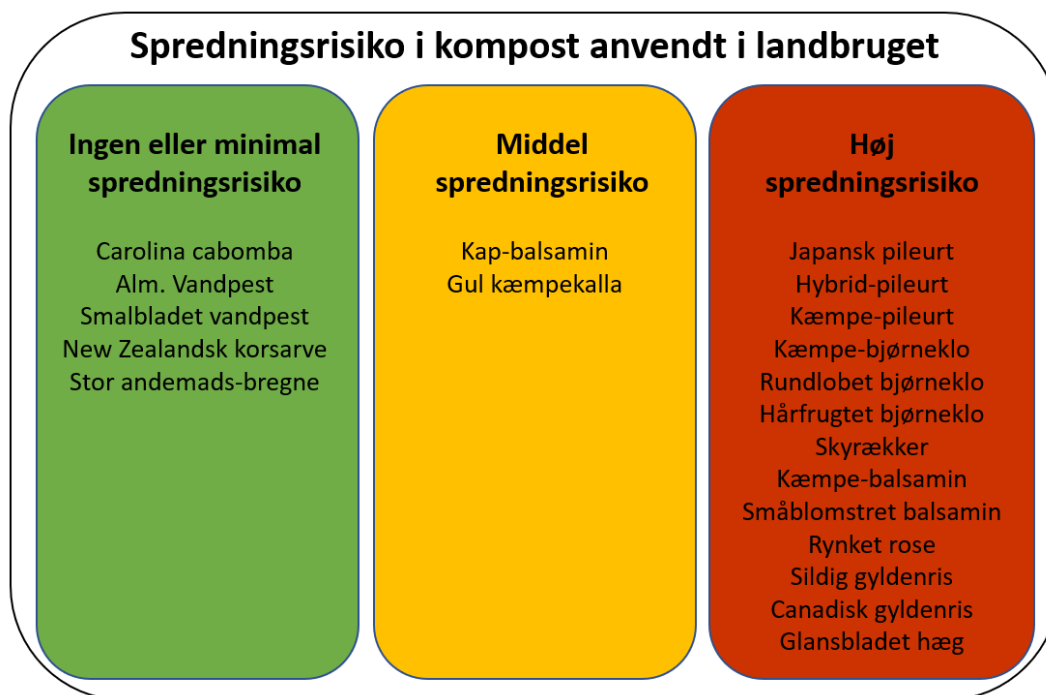 Spredningsrisiko i kompost anvendt i landbruget
Ingen eller minimal
spredningsrisiko
Carolina cabomba
Alm. Vandpest
Smalbladet vandpest
New Zealandsk korsarve
Stor andemads-bregne
Middel
spredningsrisiko
Kap-balsamin
Gul kæmpekalla
Høj
spredningsrisiko
Japansk pileurt
Hybrid-pileurt
Kæmpe-pileurt
Kæmpe-bjørneklo
Rundlobet bjørneklo
Hårfrugtet bjørneklo
Skyrækker
Kæmpe-balsamin
Småblomstret balsamin
Rynket rose
Sildig gyldenris
Canadisk gyldenris
Glansbladet hæg